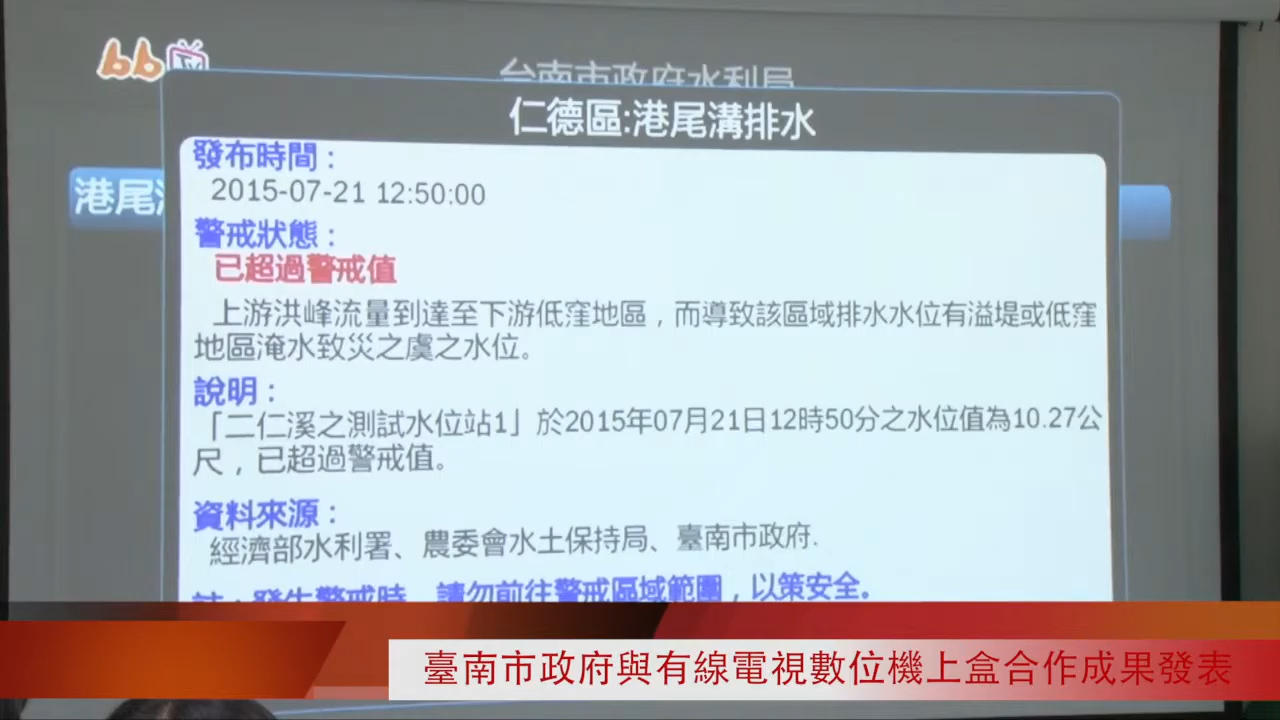 bb TV
台南市政府水利局
仁德區:港尾溝排水
港尾溝
發布時間：
2015-07-21 12:50:00
警戒狀態：
已超過警戒值
上游洪峰流量到達至下游低窪地區，而導致該區域排水水位有溢堤或低窪
地區淹水致災之虞之水位。
說明：
「二仁溪之測試水位站1」於2015年07月21日12時50分之水位值為10.27公
尺，已超過警戒值。
資料來源：
經濟部水利署、農委會水土保持局、臺南市政府.
註：發生警戒時，請勿前往警戒區域範圍，以策安全。
臺南市政府與有線電視數位機上盒合作成果發表